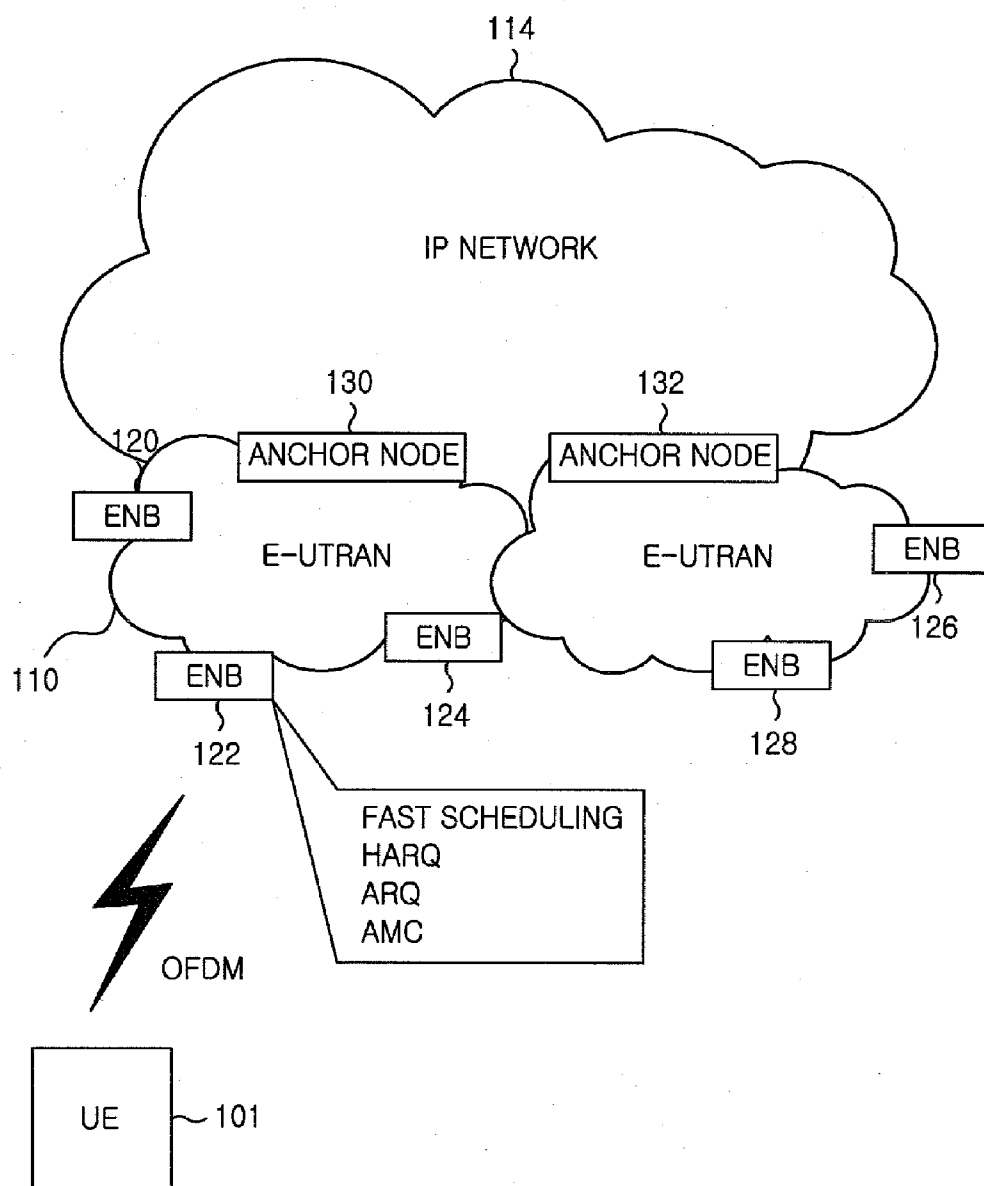 114
IP NETWORK
130
132
120
ANCHOR NODE
ANCHOR NODE
ENB
E-UTRAN
E-UTRAN
ENB
126
110
ENB
124
ENB
122
ENB
128
FAST SCHEDULING
HARQ
ARQ
AMC
OFDM
UE
101